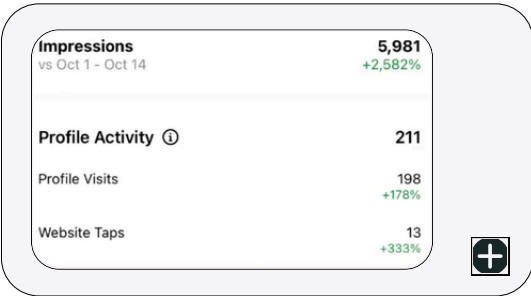 Impressions 5,981
vs Oct 1 - Oct 14 +2,582%
Profile Activity 211
Profile Visits 198
+178%
Website Taps 13
+333%